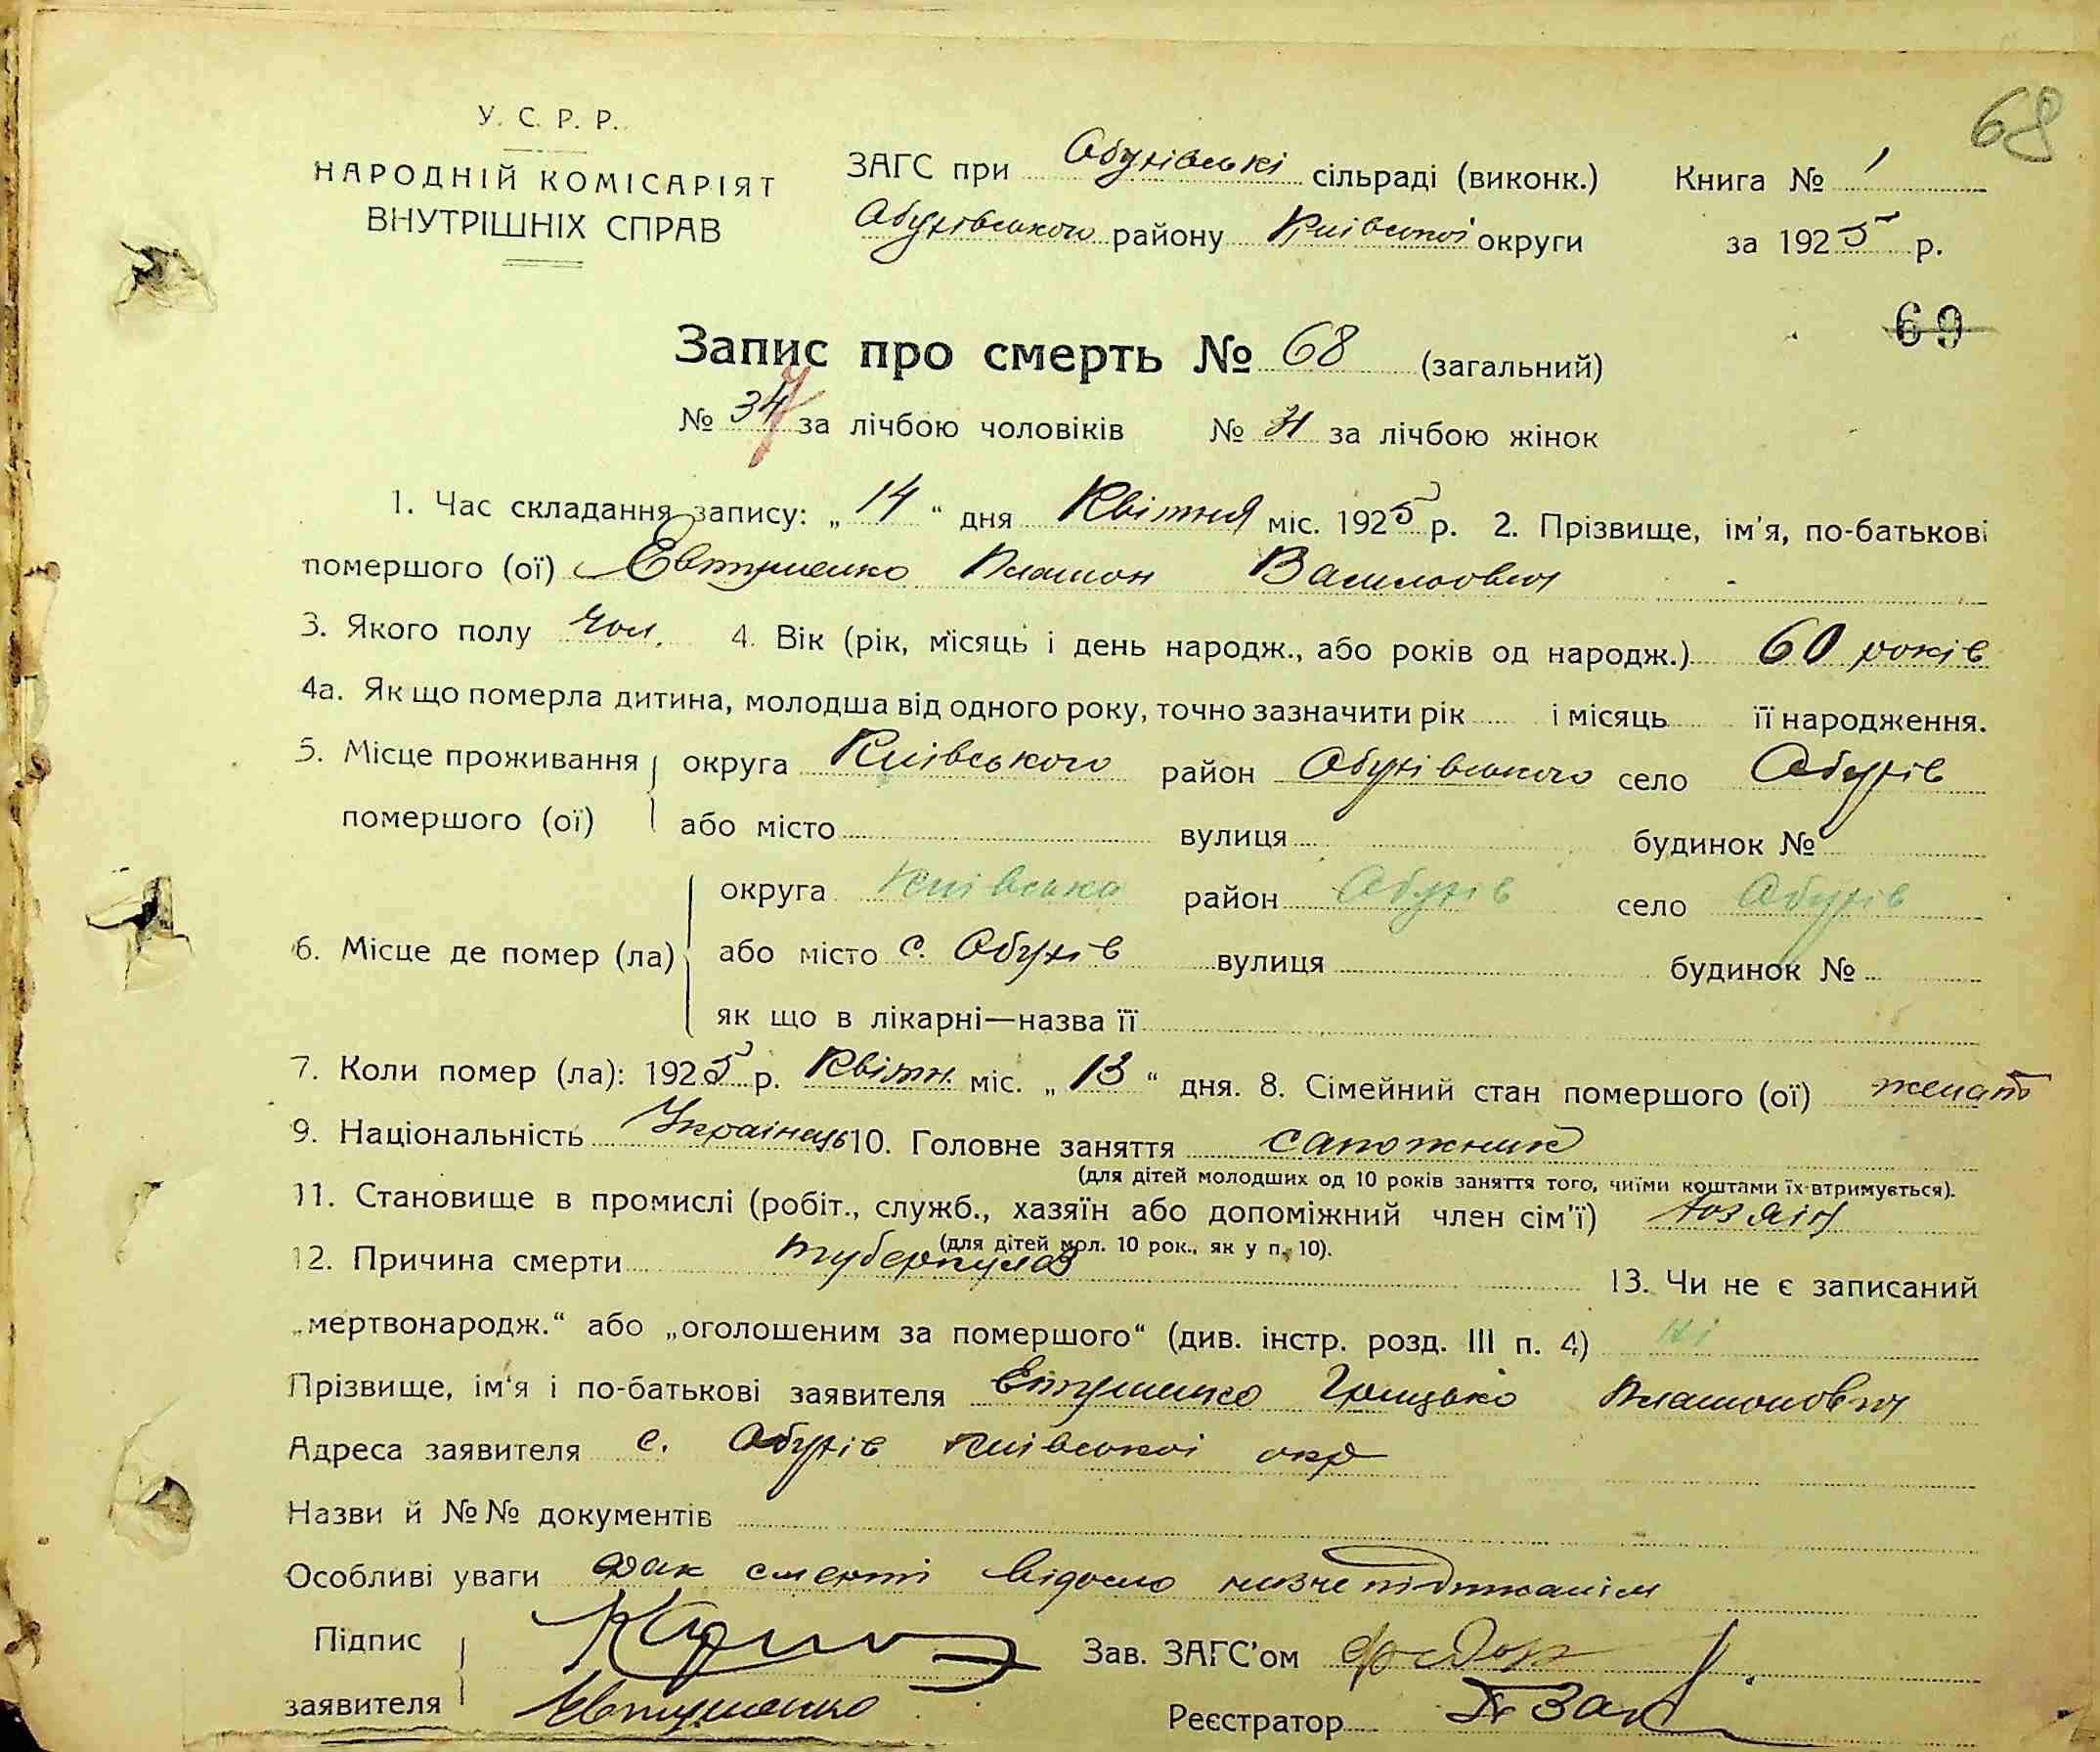 68
У. С. Р. Р.
НАРОДНІЙ КОМІСАРІЯТ
ВНУТРІШНІХ СПРАВ
ЗАГС при Обухівські сільраді (виконк.)
Обухівського району Київської округи
Книга № 1
за 1925 р.
69
Запис про смерть № 68 (загальний)
№ 34 за лічбою чоловіків № за лічбою жінок
1. Час складання запису: „ 14 “ дня Квітня міс. 1925 р. 2. Прізвище, ім'я, по-батькові
помершого (ої) Євтушенко Платон Васильович
3. Якого полу чол. 4. Вік (рік, місяць і день народж., або років од народж.) 60 років
4а. Як що померла дитина, молодша від одного року, точно зазначити рік і місяць її народження.
5. Місце проживання округа Київського район Обухівського село Обухів
помершого (ої) або місто вулиця будинок №
округа Київська район Обухів село Обухів
6. Місце де помер (ла) або місто с. Обухів вулиця будинок №
як що в лікарні—назва її
7. Коли помер (ла): 1925 р. Квітн. міс. „ 13 “ дня. 8. Сімейний стан помершого (ої) женат
9. Національність Українець 10. Головне заняття сапожник
(для дітей молодших од 10 років заняття того, чиїми коштами їх втримується).
11. Становище в промислі (робіт., служб., хазяїн або допоміжний член сім'ї) хозяїн
(для дітей мол. 10 рок., як у п. 10).
12. Причина смерти туберкульоз 13. Чи не є записаний
„мертвонародж.“ або „оголошеним за помершого“ (див. інстр. розд. III п. 4) ні
Прізвище, ім'я і по-батькові заявителя Євтушенко Грицько Платонович
Адреса заявителя с. Обухів Київської окр
Назви й №№ документів
Особливі уваги Фак смерті відомо нижчепідписанім
Підпис
заявителя Євтушенко
Зав. ЗАГС'ом
Реєстратор